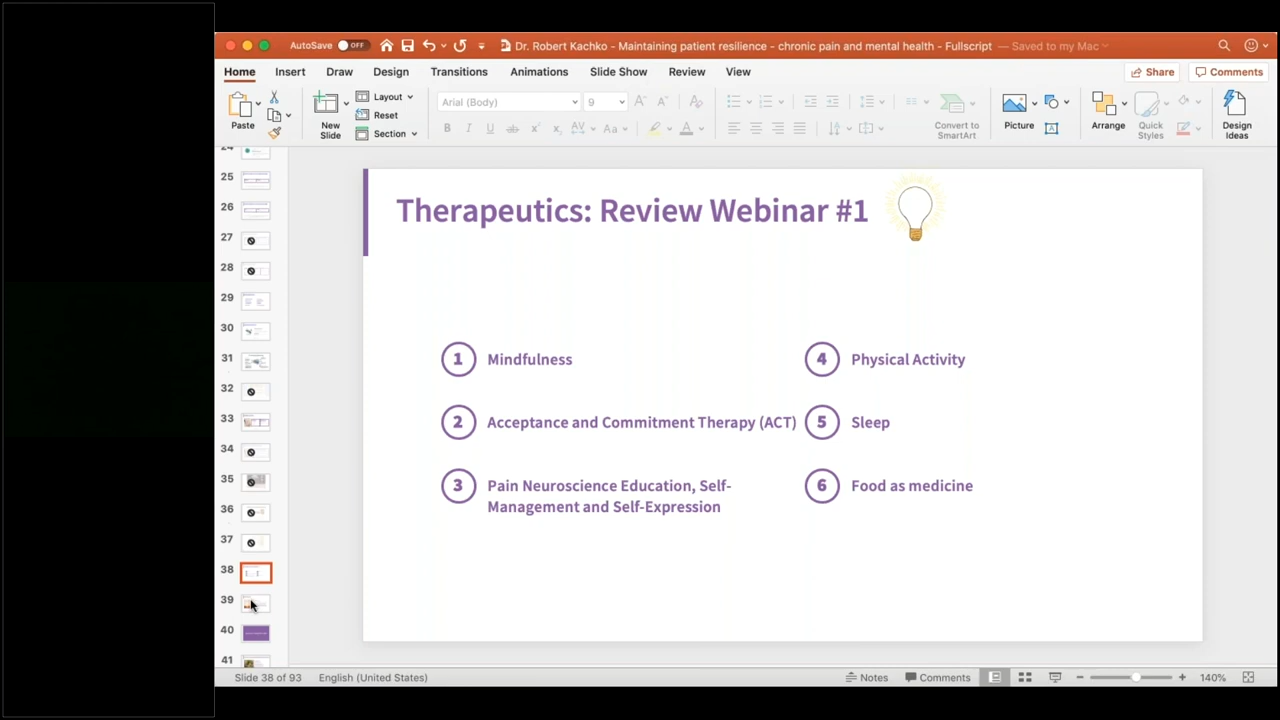 AutoSave OFF Dr. Robert Kachko - Maintaining patient resilience - chronic pain and mental health - Fullscript — Saved to my Mac
Home Insert Draw Design Transitions Animations Slide Show Review View Share Comments
Paste New Slide Layout Reset Section Arial (Body) 9 Convert to SmartArt Picture Arrange Quick Styles Design Ideas
24
25
26
27
28
29
30
31
32
33
34
35
36
37
38
39
40
41
Therapeutics: Review Webinar #1
1 Mindfulness
2 Acceptance and Commitment Therapy (ACT)
3 Pain Neuroscience Education, Self-
Management and Self-Expression
4 Physical Activity
5 Sleep
6 Food as medicine
Slide 38 of 93 English (United States) Notes Comments 140%